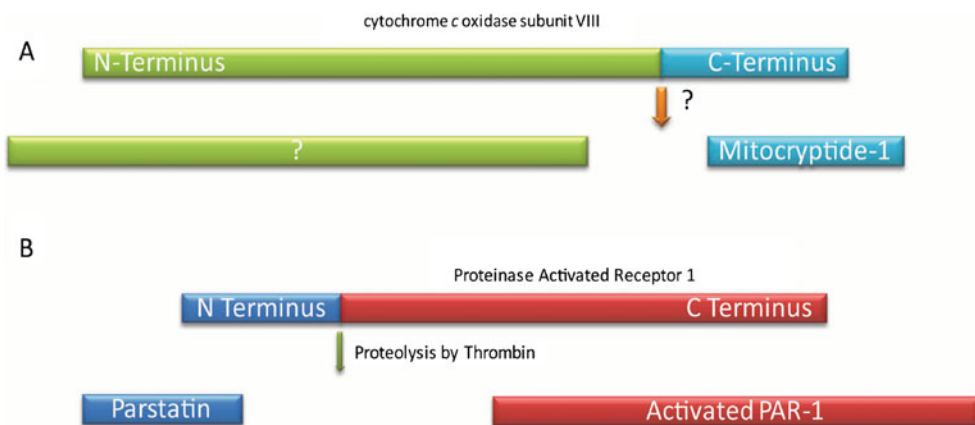 cytochrome c oxidase subunit VIII
A
N-Terminus C-Terminus
?
? Mitocryptide-1
B
Proteinase Activated Receptor 1
N Terminus C Terminus
Proteolysis by Thrombin
Parstatin Activated PAR-1